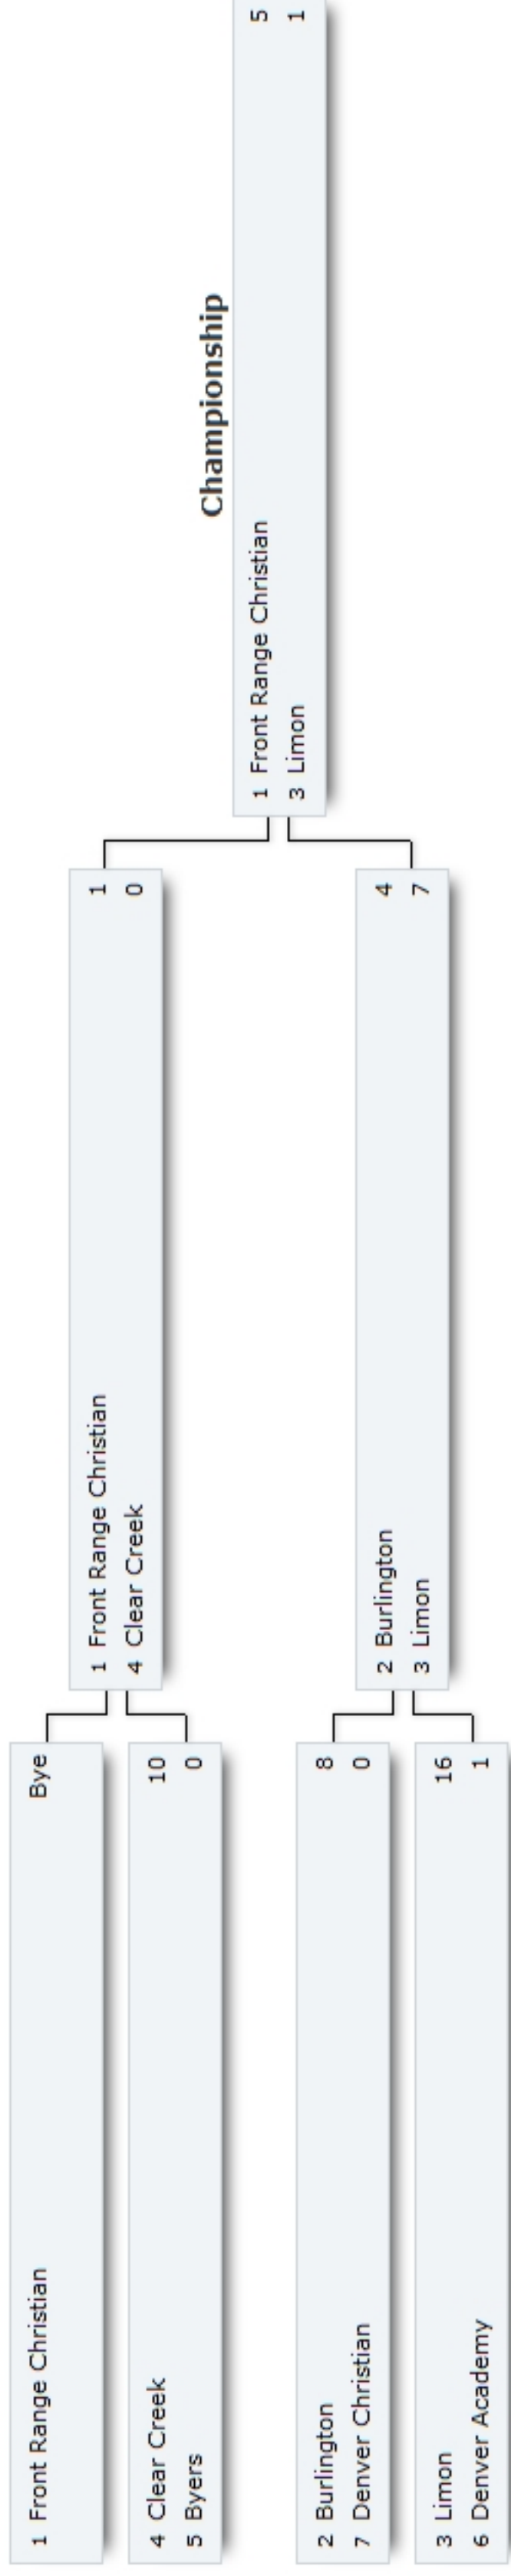 1 Front Range Christian Bye
4 Clear Creek 10
5 Byers 0
2 Burlington 8
7 Denver Christian 0
3 Limon 16
6 Denver Academy 1
1 Front Range Christian 1
4 Clear Creek 0
2 Burlington 4
3 Limon 7
Championship
1 Front Range Christian 5
3 Limon 1